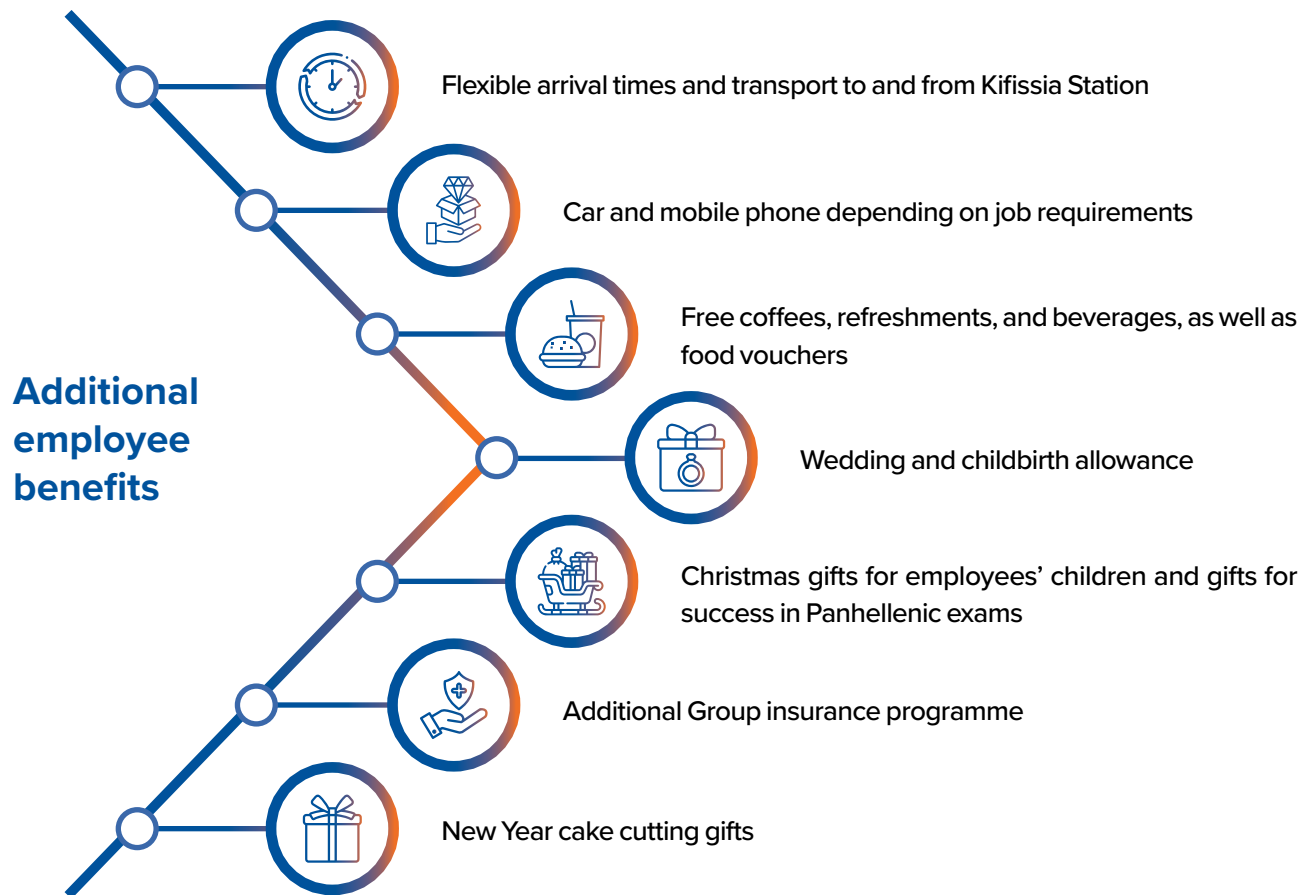 Flexible arrival times and transport to and from Kifissia Station
Car and mobile phone depending on job requirements
Free coffees, refreshments, and beverages, as well as
food vouchers
Additional
employee
benefits
Wedding and childbirth allowance
Christmas gifts for employees’ children and gifts for
success in Panhellenic exams
Additional Group insurance programme
New Year cake cutting gifts